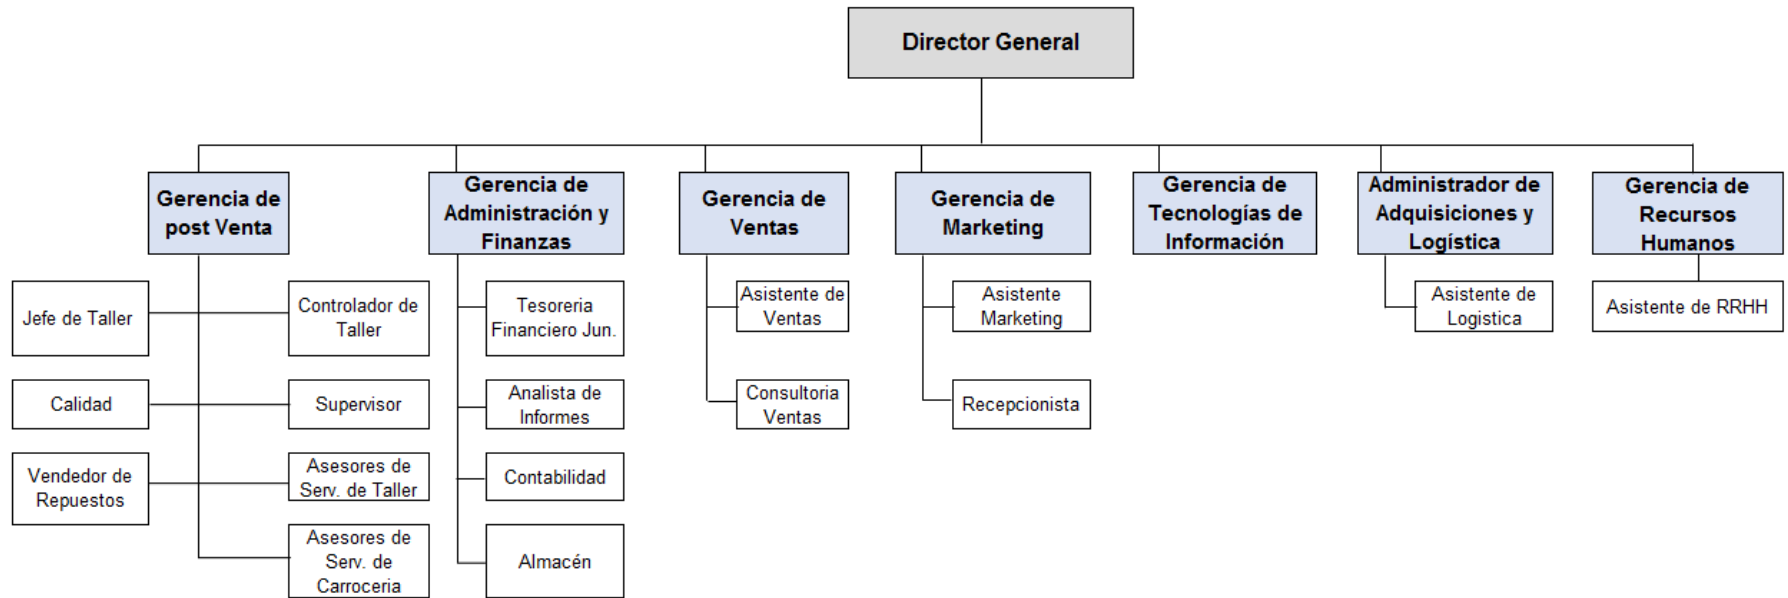 Director General
Gerencia de
post Venta
Gerencia de
Administración y
Finanzas
Gerencia de
Ventas
Gerencia de
Marketing
Gerencia de
Tecnologías de
Información
Administrador de
Adquisiciones y
Logística
Gerencia de
Recursos
Humanos
Jefe de Taller
Controlador de
Taller
Calidad
Supervisor
Vendedor de
Repuestos
Asesores de
Serv. de Taller
Asesores de
Serv. de
Carroceria
Tesoreria
Financiero Jun.
Analista de
Informes
Contabilidad
Almacén
Asistente de
Ventas
Consultoria
Ventas
Asistente
Marketing
Recepcionista
Asistente de
Logistica
Asistente de RRHH